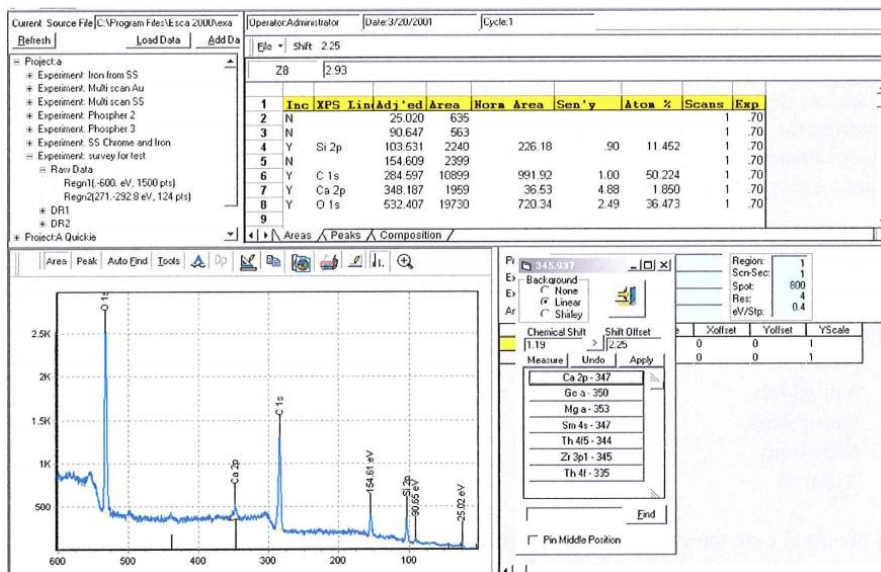 Current Source File C:\Program Files\Esca 2000\exa
Refresh Load Data Add Da
Project:a
Experiment: Iron from SS
Experiment: Multi scan Au
Experiment: Multi scan SS
Experiment: Phospher 2
Experiment: Phospher 3
Experiment: SS Chrome and Iron
Experiment: survey for test
Raw Data
Regn1(,-600. eV, 1500 pts)
Regn2(271.-292.8 eV, 124 pts)
DR1
DR2
Project:A Quickie
Operator:Administrator Date:3/20/2001 Cycle:1
File Shift 2.25
Z8 2.93
1 Inc XPS Line Adj'ed Area Norm Area Sen'y Atom % Scans Exp
2 N 25.020 635 1 .70
3 N 90.647 563 1 .70
4 Y Si 2p 103.531 2240 226.18 .90 11.452 1 .70
5 N 154.609 2399 1 .70
6 Y C 1s 284.597 10899 991.92 1.00 50.224 1 .70
7 Y Ca 2p 348.187 1959 36.53 4.88 1.850 1 .70
8 Y O 1s 532.407 19730 720.34 2.49 36.473 1 .70
9
Areas Peaks Composition
Area Peak Auto Find Tools A Dp
2.5K
2K
1.5K
1K
500
O 1s
Ca 2p
C 1s
154.61 eV
Si 2p
90.65 eV
25.02 eV
600 500 400 300 200 100
345.937
Background
None
Linear
Shirley
Chemical Shift Shift Offset
1.19 > 2.25
Measure Undo Apply
Ca 2p - 347
Ge a - 350
Mg a - 353
Sm 4s - 347
Th 4f5 - 344
Zr 3p1 - 345
Th 4f - 335
Find
Pin Middle Position
Region: 1
Scn-Sec: 1
Spot: 800
Res: 4
eV/Stp: 0.4
Xoffset Yoffset YScale
0 0 1
0 0 1